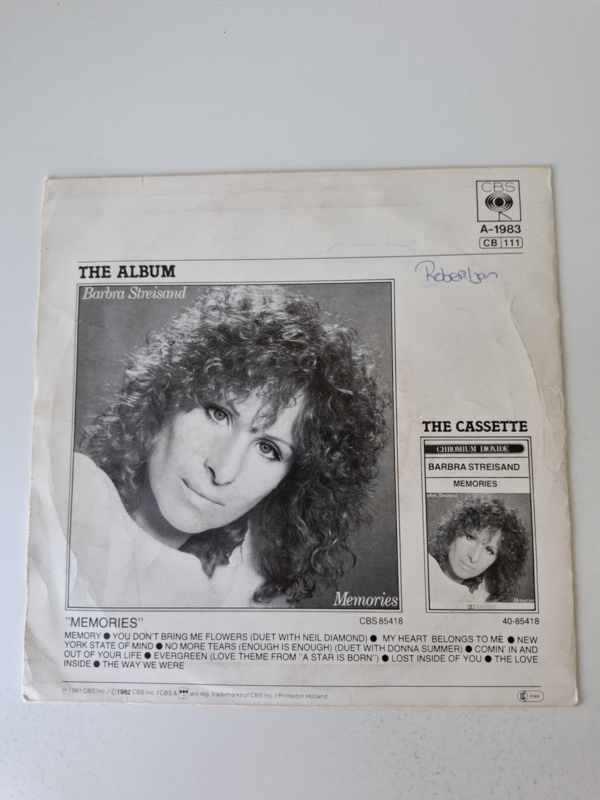 CBS
A-1983
CB 111
THE ALBUM
Barbra Streisand
Memories
THE CASSETTE
CHROMIUM DIOXIDE
BARBRA STREISAND
MEMORIES
Memories
"MEMORIES"
CBS 85418
40-85418
MEMORY ● YOU DON'T BRING ME FLOWERS (DUET WITH NEIL DIAMOND) ● MY HEART BELONGS TO ME ● NEW
YORK STATE OF MIND ● NO MORE TEARS (ENOUGH IS ENOUGH) (DUET WITH DONNA SUMMER) ● COMIN' IN AND
OUT OF YOUR LIFE ● EVERGREEN (LOVE THEME FROM "A STAR IS BORN") ● LOST INSIDE OF YOU ● THE LOVE
INSIDE ● THE WAY WE WERE
℗ 1981 CBS Inc. / © 1982 CBS Inc. / CBS & are reg. trademarks of CBS Inc. / Printed in Holland